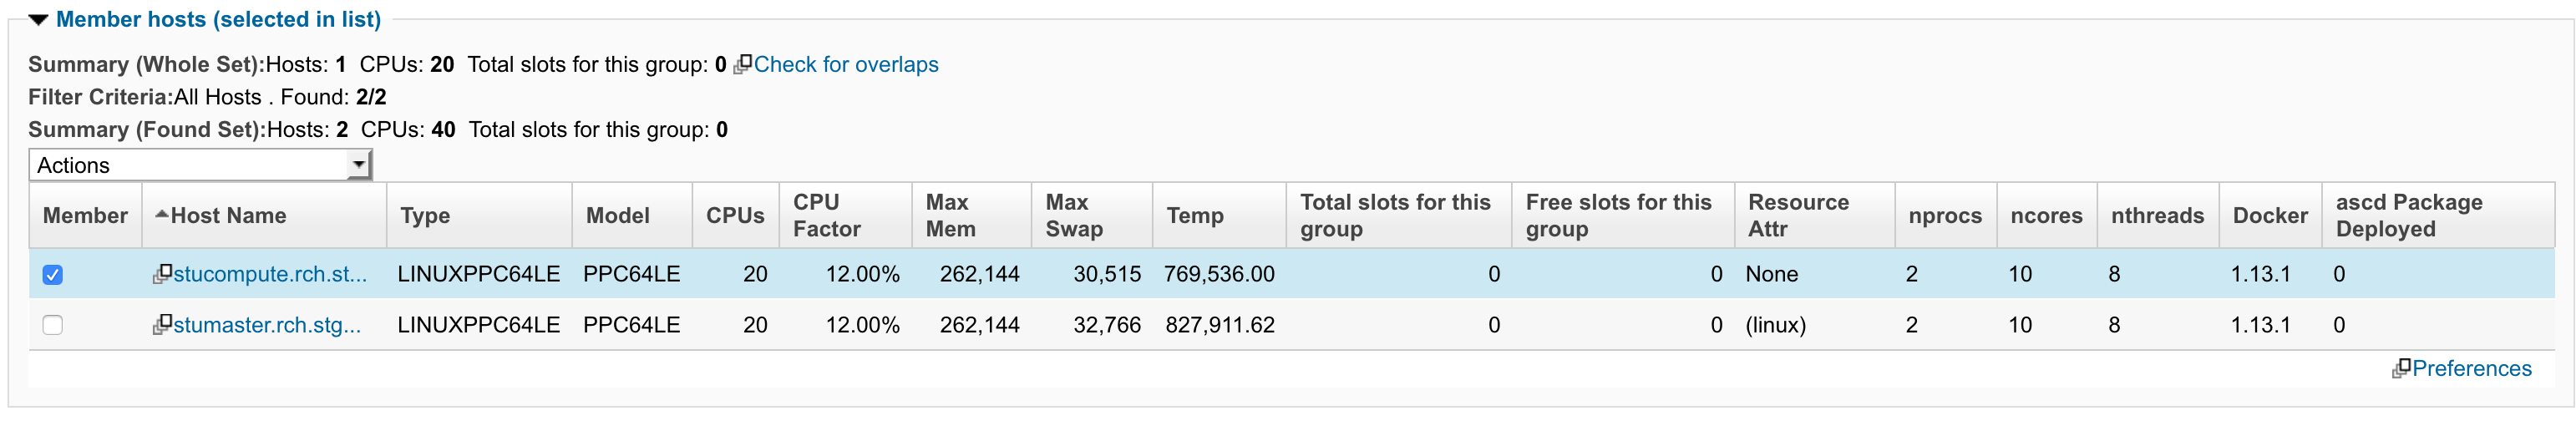 Member hosts (selected in list)
Summary (Whole Set):Hosts: 1 CPUs: 20 Total slots for this group: 0 Check for overlaps
Filter Criteria:All Hosts . Found: 2/2
Summary (Found Set):Hosts: 2 CPUs: 40 Total slots for this group: 0
Actions
Member Host Name Type Model CPUs CPU Factor Max Mem Max Swap Temp Total slots for this group Free slots for this group Resource Attr nprocs ncores nthreads Docker ascd Package Deployed
stucompute.rch.st... LINUXPPC64LE PPC64LE 20 12.00% 262,144 30,515 769,536.00 0 0 None 2 10 8 1.13.1 0
stumaster.rch.stg... LINUXPPC64LE PPC64LE 20 12.00% 262,144 32,766 827,911.62 0 0 (linux) 2 10 8 1.13.1 0
Preferences